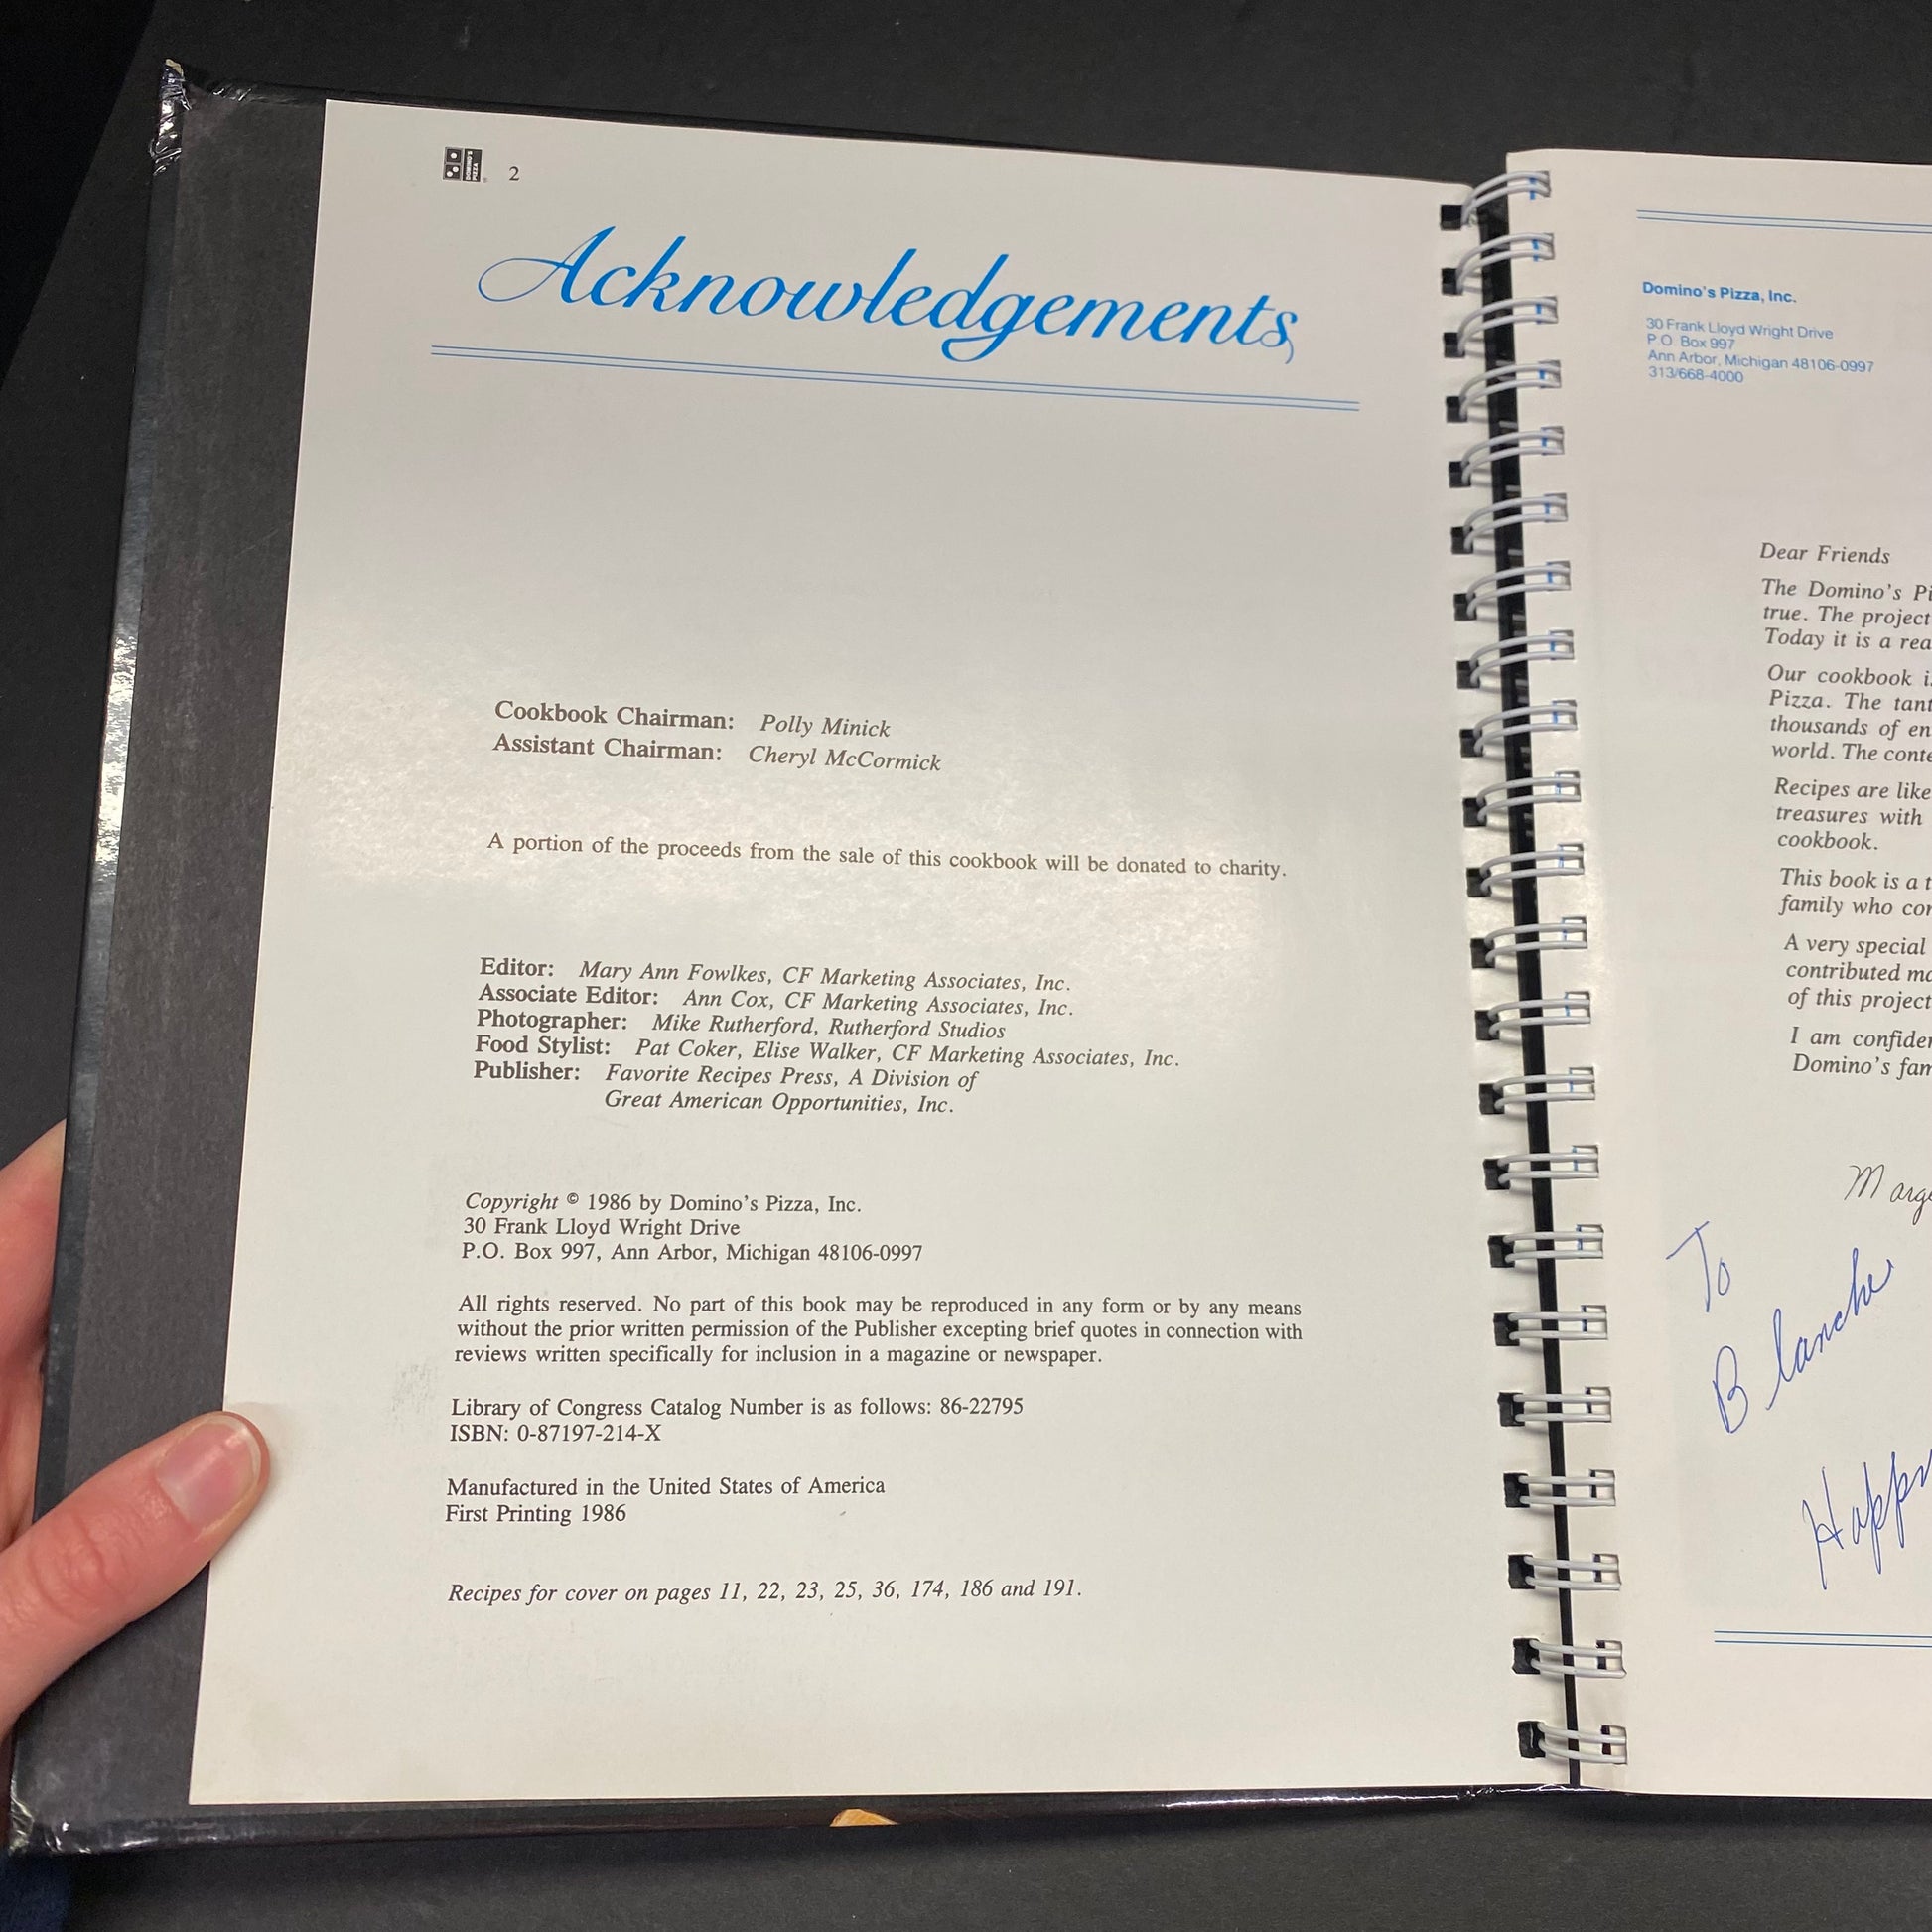 DOMINO'S
PIZZA
2
Acknowledgements
Cookbook Chairman: Polly Minick
Assistant Chairman: Cheryl McCormick
A portion of the proceeds from the sale of this cookbook will be donated to charity.
Editor: Mary Ann Fowlkes, CF Marketing Associates, Inc.
Associate Editor: Ann Cox, CF Marketing Associates, Inc.
Photographer: Mike Rutherford, Rutherford Studios
Food Stylist: Pat Coker, Elise Walker, CF Marketing Associates, Inc.
Publisher: Favorite Recipes Press, A Division of
Great American Opportunities, Inc.
Copyright © 1986 by Domino's Pizza, Inc.
30 Frank Lloyd Wright Drive
P.O. Box 997, Ann Arbor, Michigan 48106-0997
All rights reserved. No part of this book may be reproduced in any form or by any means
without the prior written permission of the Publisher excepting brief quotes in connection with
reviews written specifically for inclusion in a magazine or newspaper.
Library of Congress Catalog Number is as follows: 86-22795
ISBN: 0-87197-214-X
Manufactured in the United States of America
First Printing 1986
Recipes for cover on pages 11, 22, 23, 25, 36, 174, 186 and 191.
Domino's Pizza, Inc.
30 Frank Lloyd Wright Drive
P.O. Box 997
Ann Arbor, Michigan 48106-0997
313/668-4000
Dear Friends
The Domino's
true. The project
Today it is a
Our cookbook
Pizza. The
thousands of
world. The
Recipes are like
treasures with
cookbook.
This book is a
family who
A very special
contributed
of this project
I am
Domino's
To
Blanche